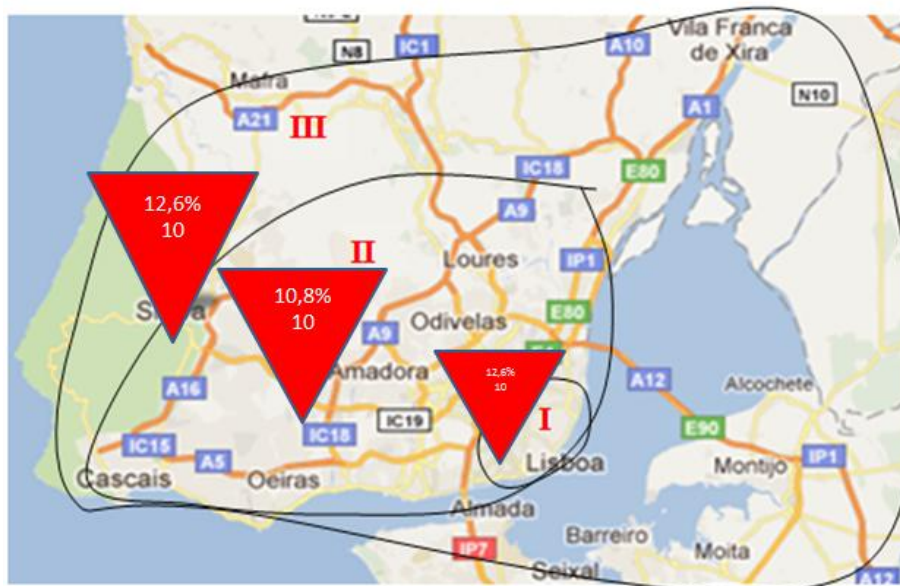 N8
IC1
A10
Vila Franca
de Xira
Mafra
N10
A1
A21
III
IC18
E80
12,6%
10
A9
II
Loures
IP1
10,8%
10
E80
A9
Odivelas
12,6%
10
Amadora
A12
Alcochete
A16
IC19
I
E90
IC18
IC15
Lisboa
Montijo
IP1
A5
Cascais
Oeiras
Almada
Barreiro
Moita
IP7
Seixal
A12